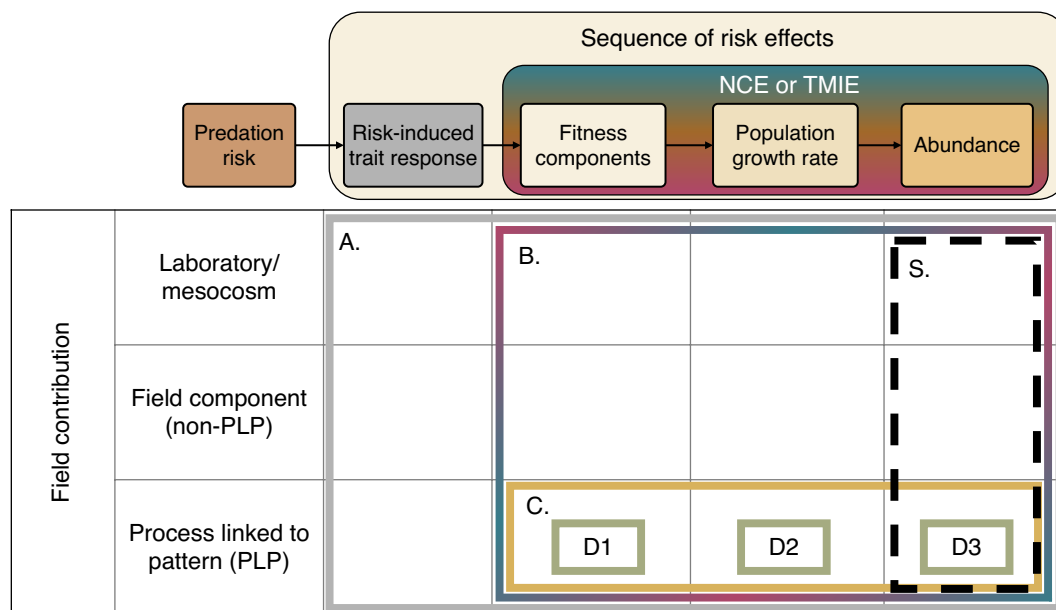 Sequence of risk effects
NCE or TMIE
Predation
risk
Risk-induced
trait response
Fitness
components
Population
growth rate
Abundance
Field contribution
Laboratory/
mesocosm
A.
B.
S.
Field component
(non-PLP)
Process linked to
pattern (PLP)
C.
D1
D2
D3